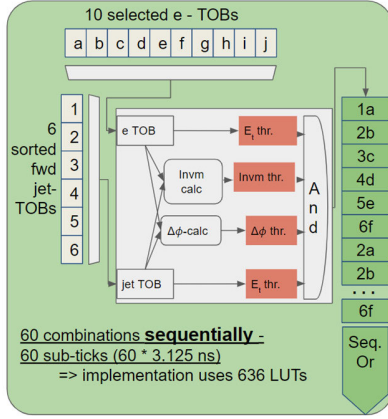 10 selected e - TOBs
a b c d e f g h i j
6
sorted
fwd
jet-
TOBs
1
2
3
4
5
6
e TOB
Invm
calc
Δϕ-calc
jet TOB
Et thr.
Invm thr.
Δϕ thr.
Et thr.
A
n
d
1a
2b
3c
4d
5e
6f
2a
2b
...
6f
Seq.
Or
60 combinations sequentially -
60 sub-ticks (60 * 3.125 ns)
=> implementation uses 636 LUTs